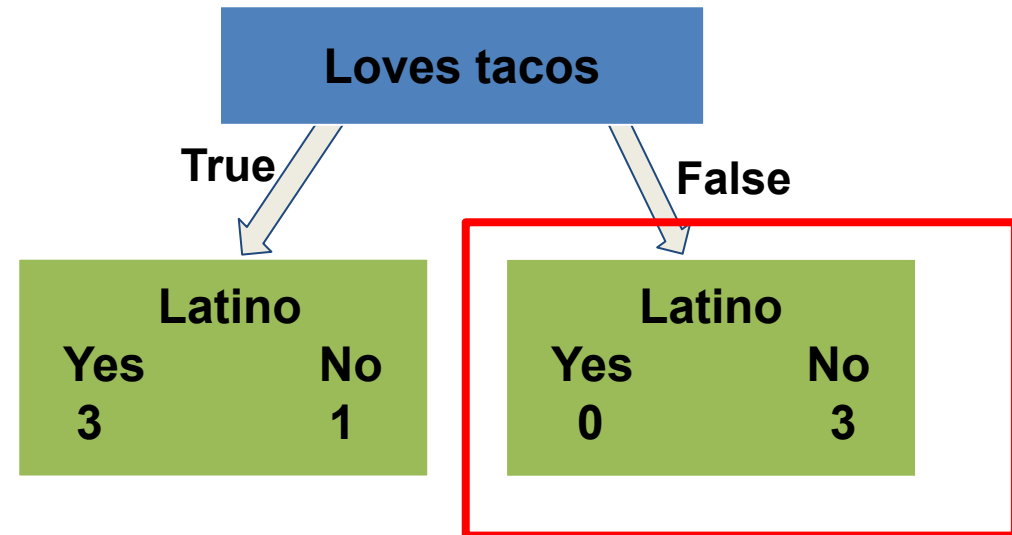 Loves tacos
True
False
Latino
Yes No
3 1
Latino
Yes No
0 3